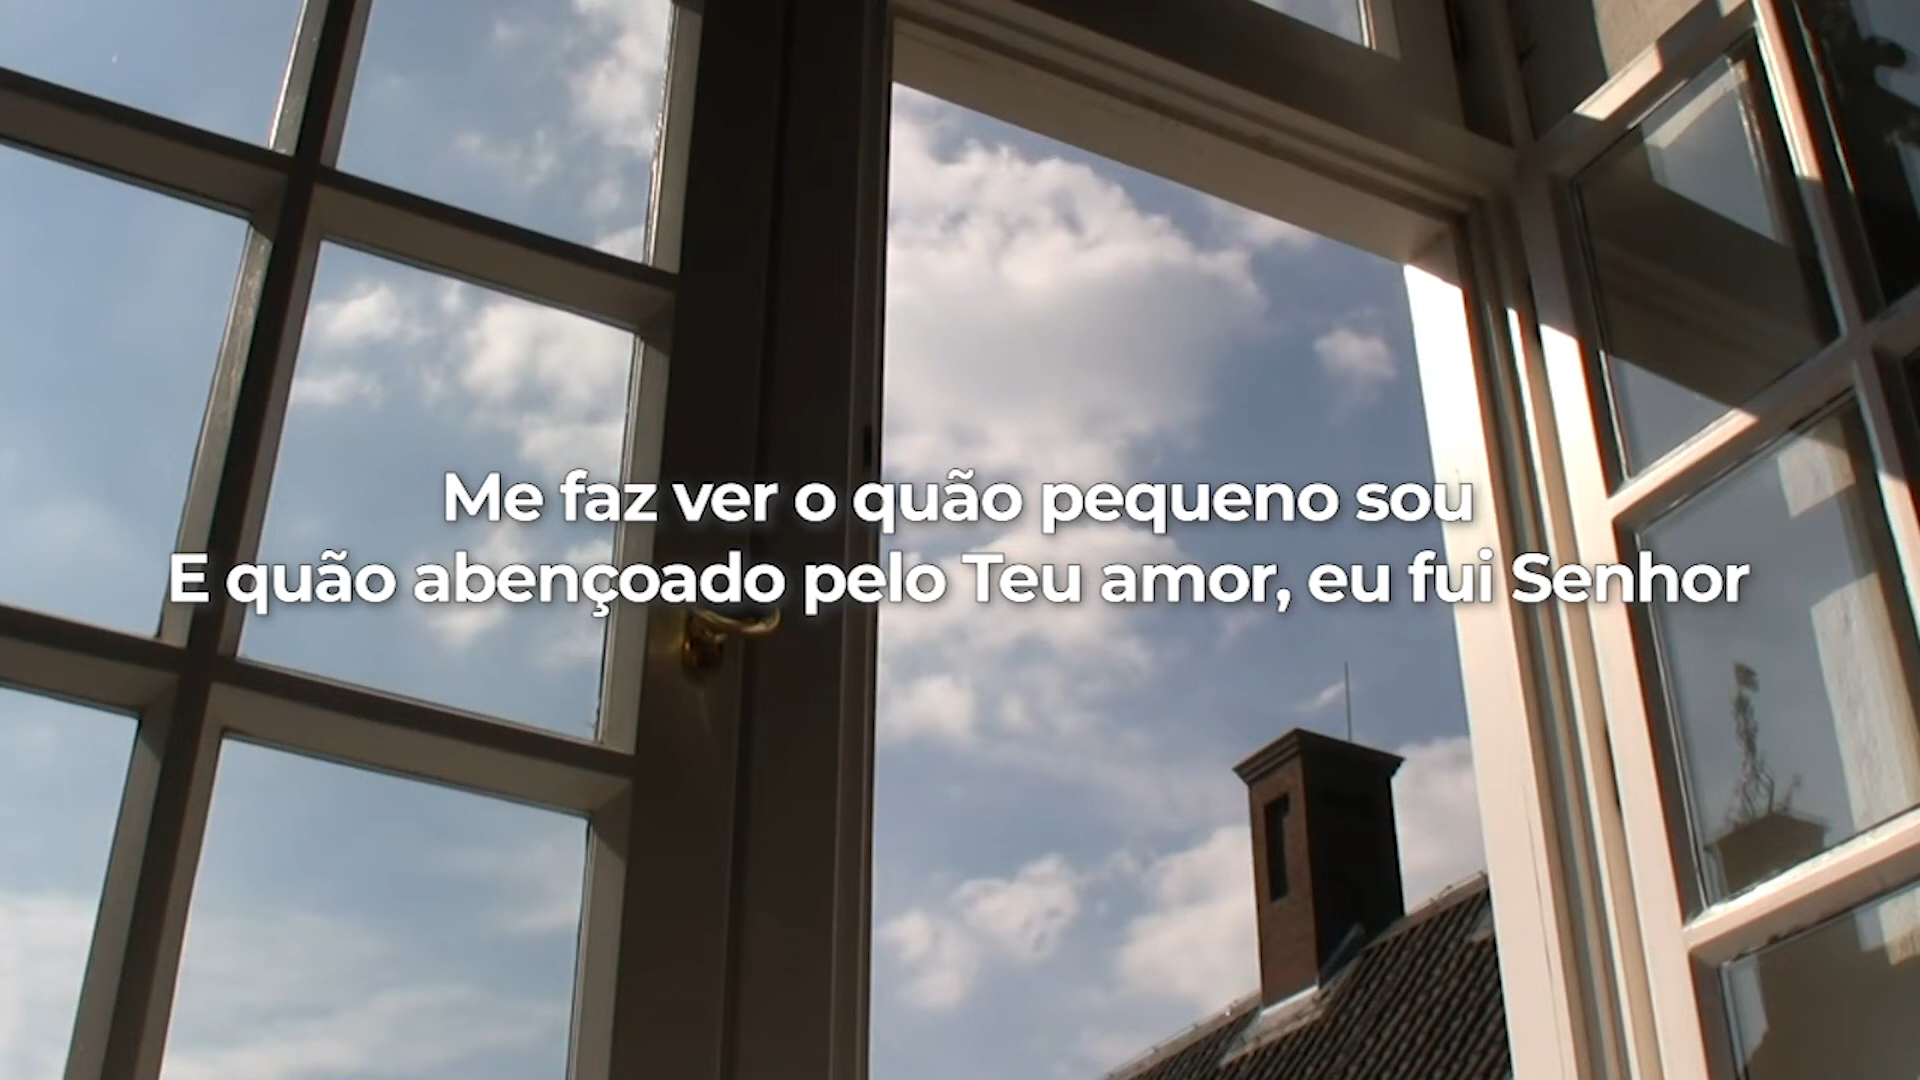 Me faz ver o quão pequeno sou
E quão abençoado pelo Teu amor, eu fui Senhor